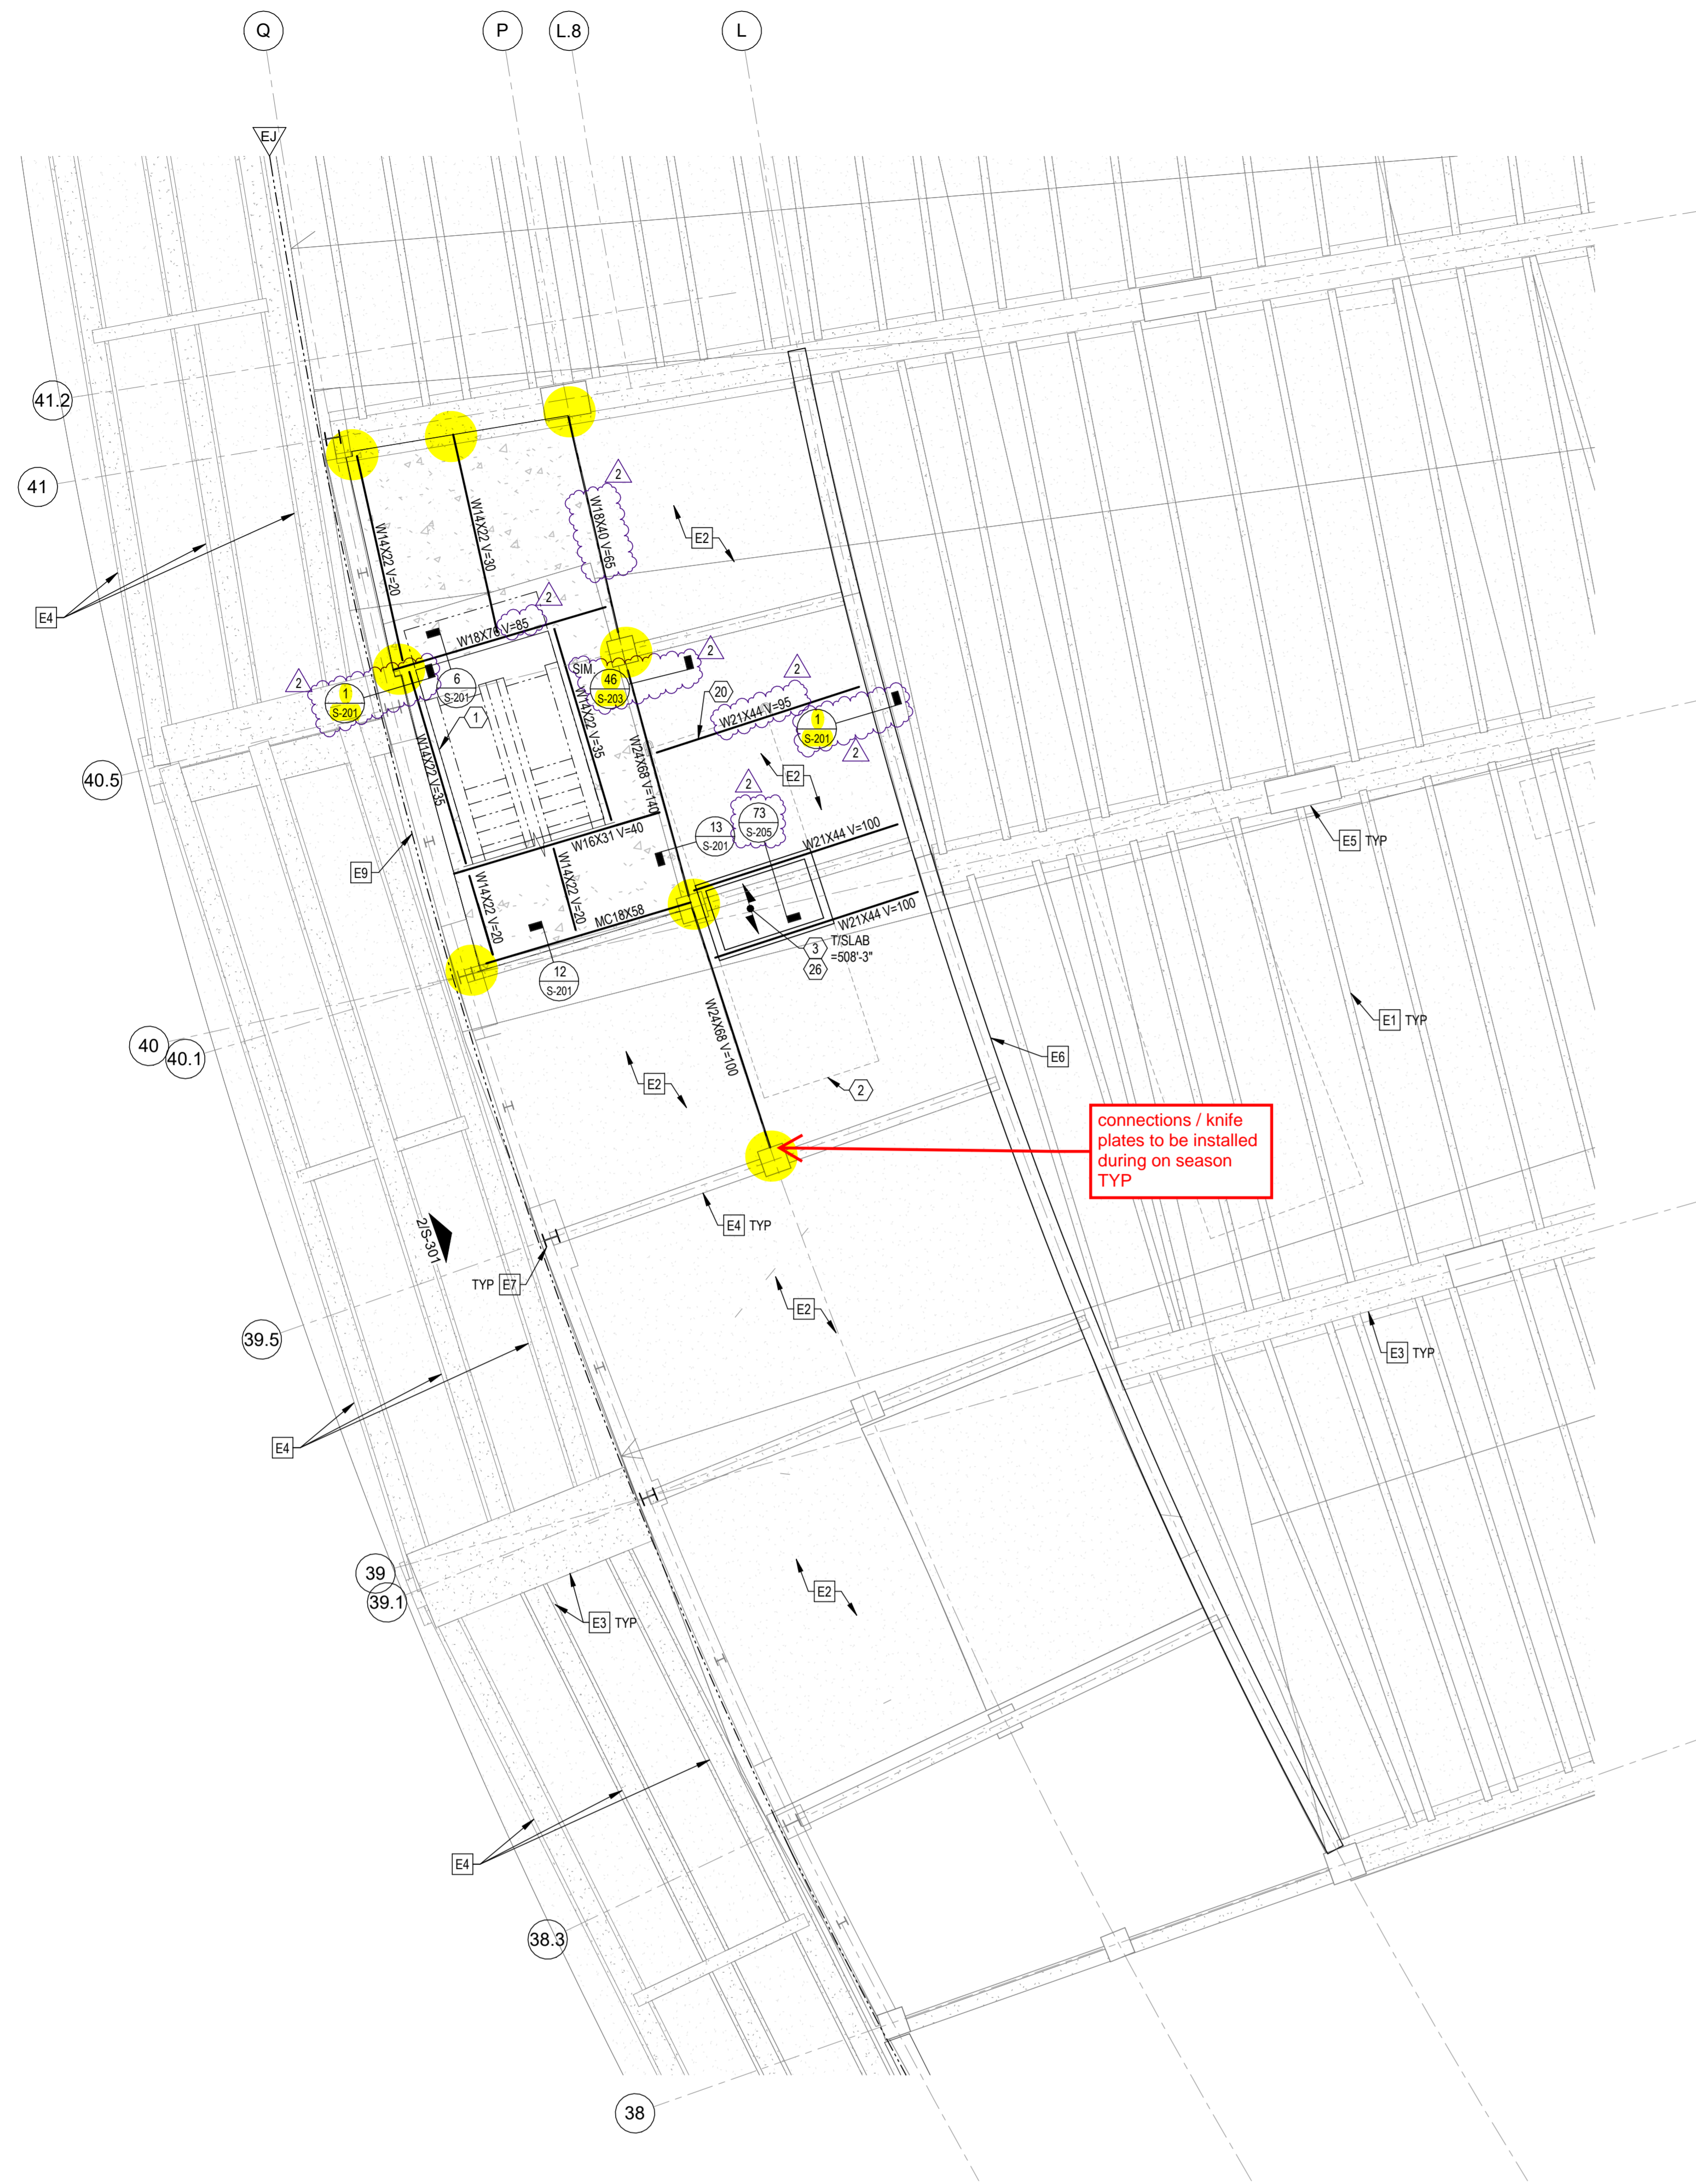 Q
P
L.8
L
EJ
41.2
41
40.5
40
40.1
39.5
39
39.1
38.3
38
E4
W14X22 V=20
W14X22 V=30
W18X40 V=65
2
E2
2
W18X76 V=85
2
1
S-201
6
S-201
1
SIM
46
S-203
2
W14X22 V=35
W14X22 V=35
W24X68 V=140
20
2
W21X44 V=95
1
S-201
2
E2
2
73
S-205
13
S-201
W21X44 V=100
E5 TYP
W16X31 V=40
E9
W14X22 V=20
W14X22 V=20
MC18X58
W21X44 V=100
3
26
T/SLAB
=508'-3"
12
S-201
W24X68 V=100
E1 TYP
E6
E2
2
connections / knife
plates to be installed
during on season
TYP
E4 TYP
2/S-301
TYP E7
E2
E3 TYP
E4
E2
E3 TYP
E4